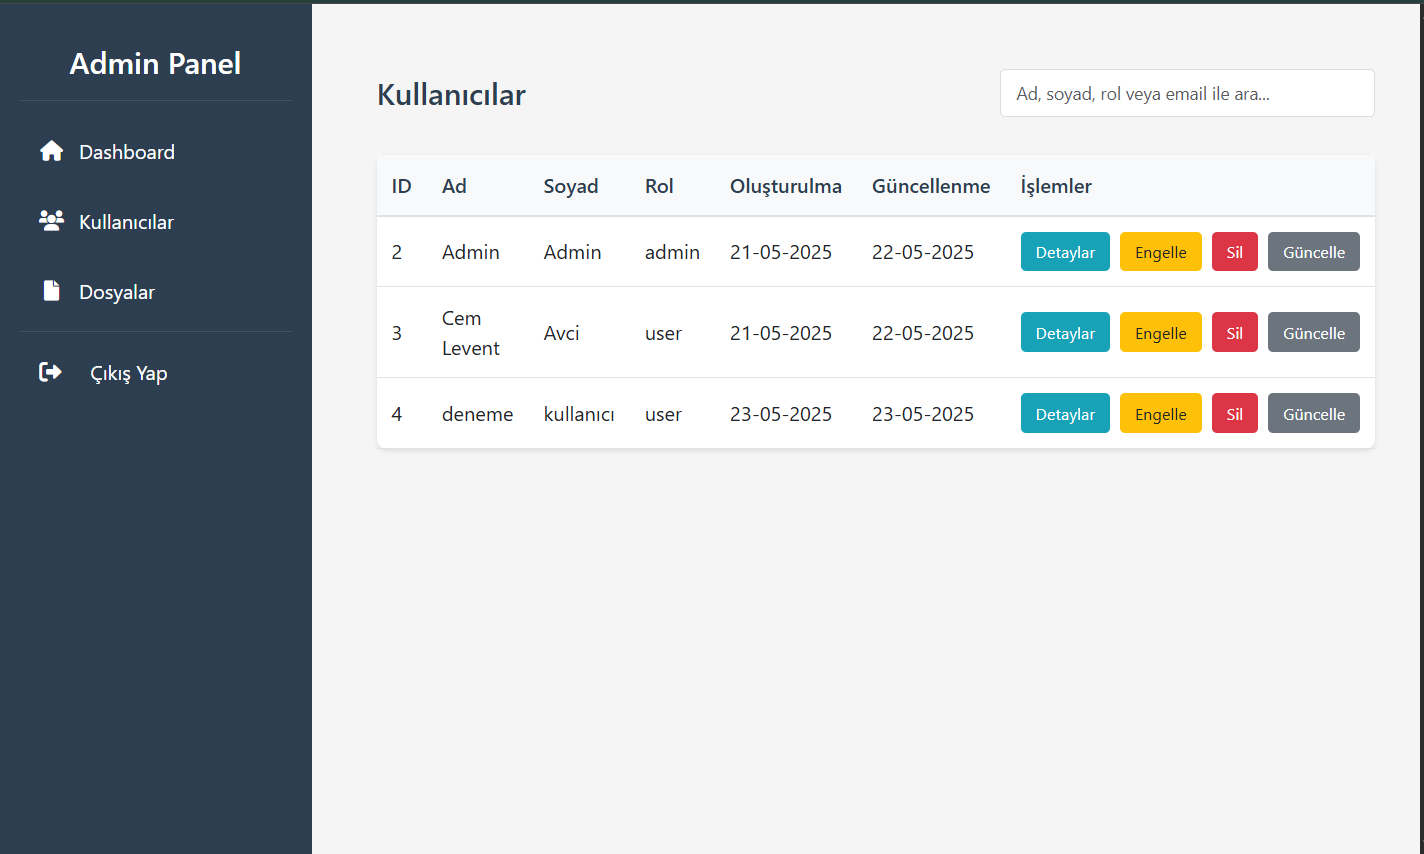 Admin Panel
Dashboard
Kullanıcılar
Dosyalar
Çıkış Yap
Kullanıcılar
Ad, soyad, rol veya email ile ara...
ID Ad Soyad Rol Oluşturulma Güncellenme İşlemler
2 Admin Admin admin 21-05-2025 22-05-2025 Detaylar Engelle Sil Güncelle
3 Cem Levent Avci user 21-05-2025 22-05-2025 Detaylar Engelle Sil Güncelle
4 deneme kullanıcı user 23-05-2025 23-05-2025 Detaylar Engelle Sil Güncelle